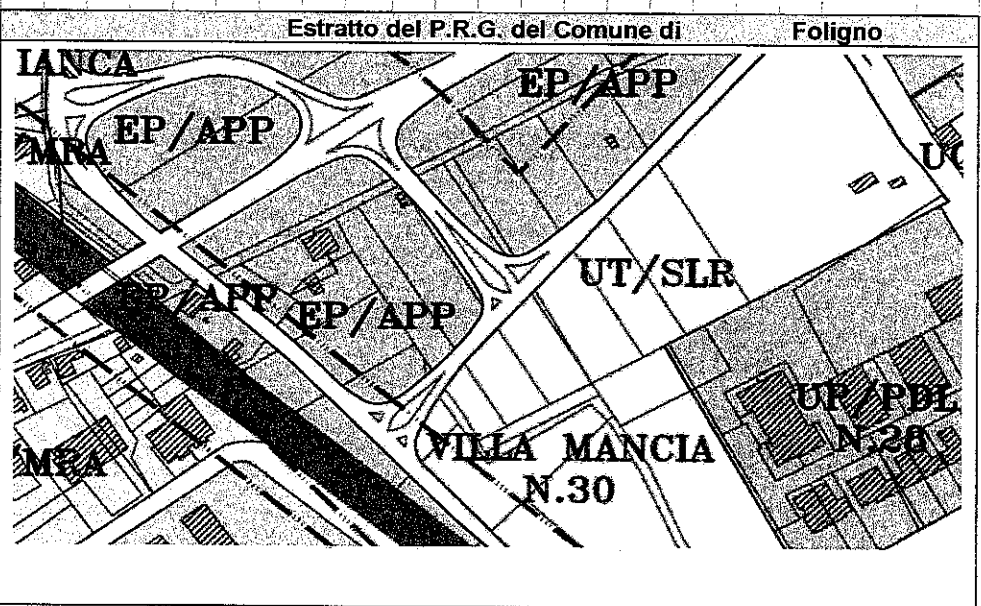 Estratto del P.R.G. del Comune di Foligno
IANCA
EP/APP
EP/APP
MRA
UT/SLR
EP/APP
EP/APP
UP/PDL
N.28
VILLA MANCIA
N.30
MRA